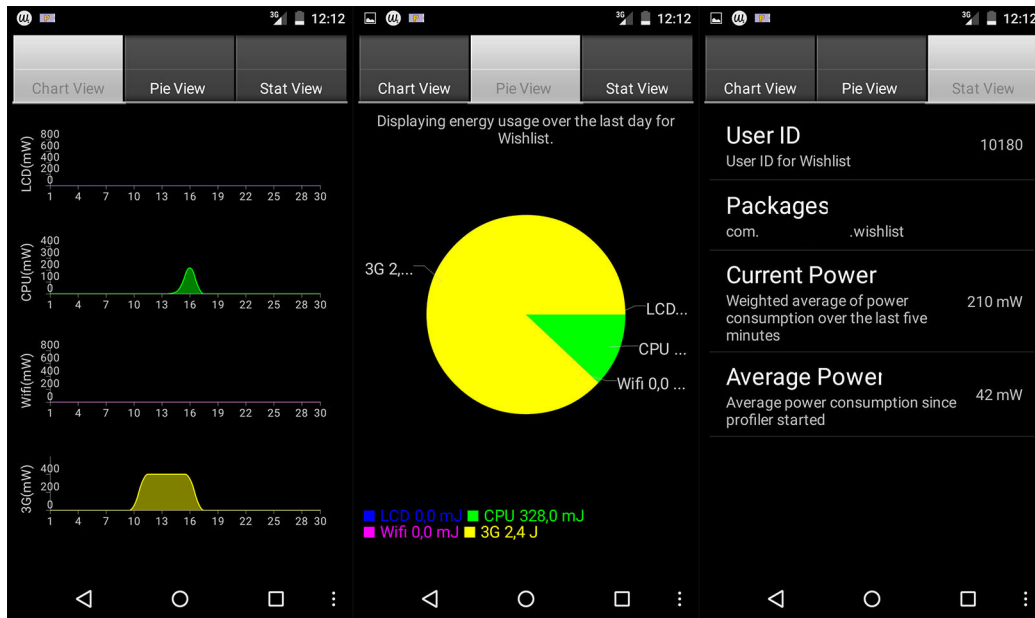 3G 12:12
Chart View Pie View Stat View
LCD(mW)
800
600
400
200
0
1 4 7 10 13 16 19 22 25 28 30
CPU(mW)
400
300
200
100
0
1 4 7 10 13 16 19 22 25 28 30
Wifi(mW)
800
600
400
200
0
1 4 7 10 13 16 19 22 25 28 30
3G(mW)
400
200
0
1 4 7 10 13 16 19 22 25 28 30
3G 12:12
Chart View Pie View Stat View
Displaying energy usage over the last day for
Wishlist.
3G 2,...
LCD...
CPU ...
Wifi 0,0 ...
LCD 0,0 mJ CPU 328,0 mJ
Wifi 0,0 mJ 3G 2,4 J
3G 12:12
Chart View Pie View Stat View
User ID
User ID for Wishlist
10180
Packages
com. .wishlist
Current Power
Weighted average of power
consumption over the last five
minutes
210 mW
Average Power
Average power consumption since
profiler started
42 mW